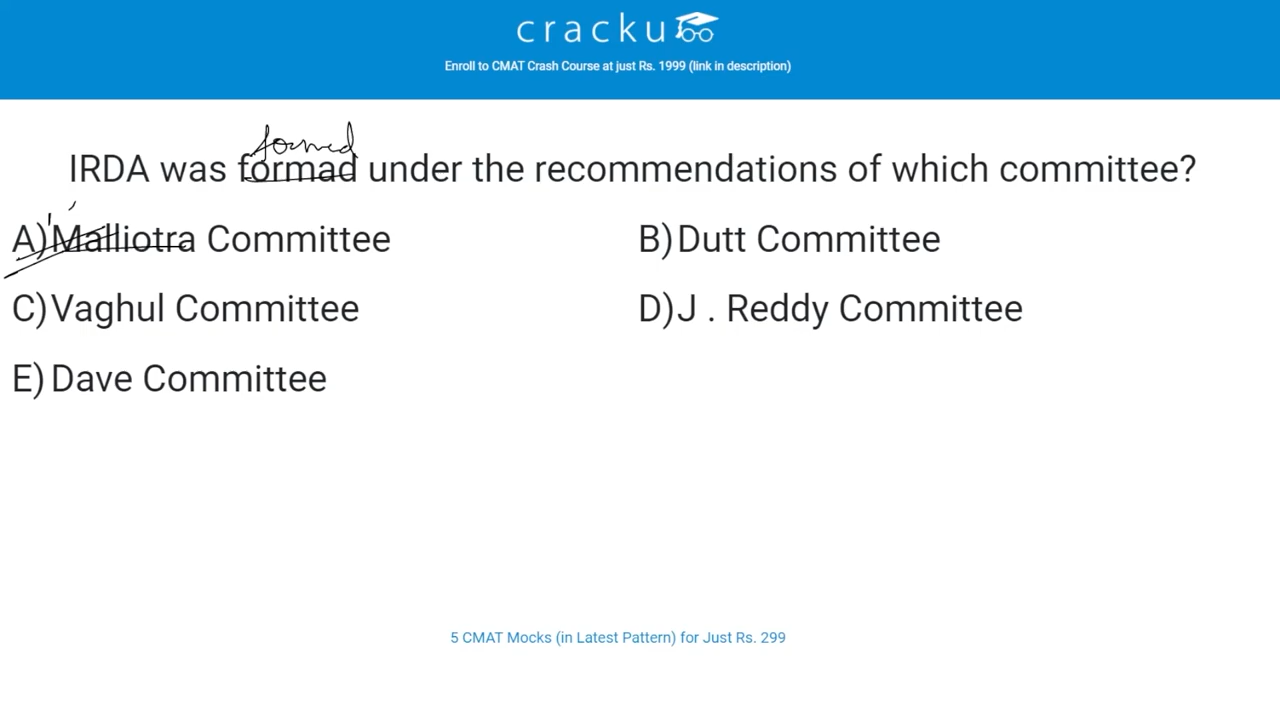 cracku
Enroll to CMAT Crash Course at just Rs. 1999 (link in description)
formed
IRDA was formad under the recommendations of which committee?
A) Malliotra Committee
B) Dutt Committee
C) Vaghul Committee
D) J . Reddy Committee
E) Dave Committee
5 CMAT Mocks (in Latest Pattern) for Just Rs. 299